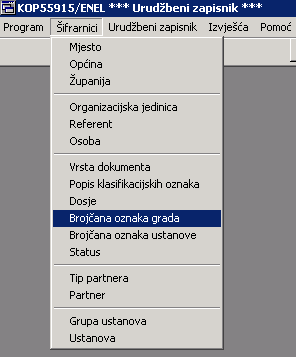 KOP55915/ENEL *** Urudžbeni zapisnik ***
Program Šifrarnici Urudžbeni zapisnik Izvješća Pomoć
Mjesto
Općina
Županija
Organizacijska jedinica
Referent
Osoba
Vrsta dokumenta
Popis klasifikacijskih oznaka
Dosje
Brojčana oznaka grada
Brojčana oznake ustanove
Status
Tip partnera
Partner
Grupa ustanova
Ustanova